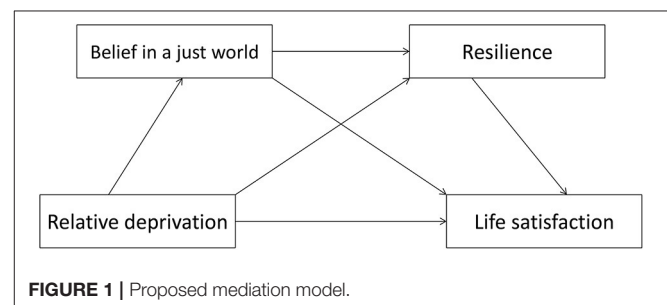 Belief in a just world
Resilience
Relative deprivation
Life satisfaction
FIGURE 1 | Proposed mediation model.